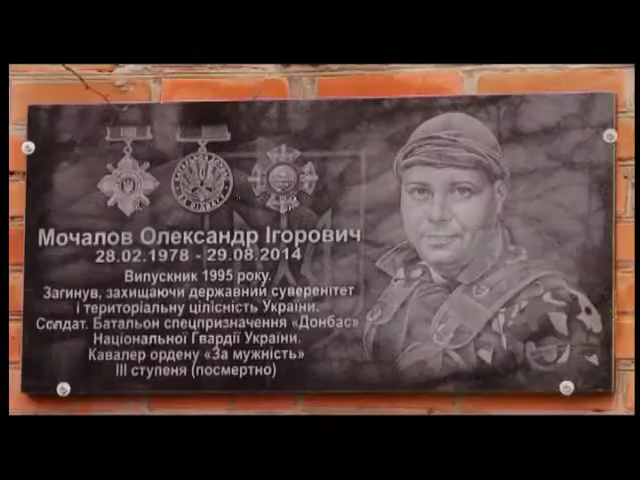 Мочалов Олександр Ігорович
28.02.1978 - 29.08.2014
Випускник 1995 року.
Загинув, захищаючи державний суверенітет
і територіальну цілісність України.
Солдат. Батальон спецпризначення «Донбас»
Національної Гвардії України.
Кавалер ордену «За мужність»
III ступеня (посмертно)